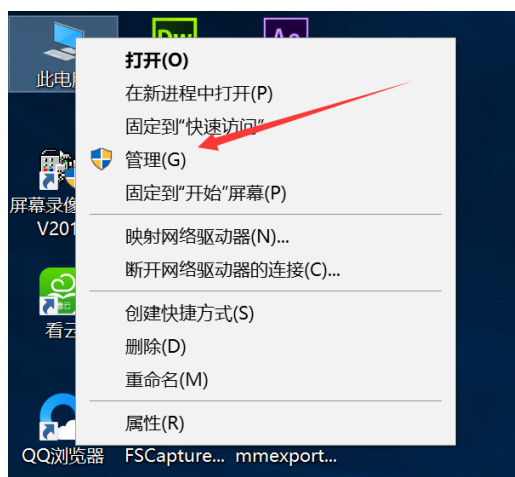 Dw
Ae
此电
打开(O)
在新进程中打开(P)
固定到"快速访问"
管理(G)
固定到"开始"屏幕(P)
屏幕录像
V201
映射网络驱动器(N)...
断开网络驱动器的连接(C)...
看云
创建快捷方式(S)
删除(D)
重命名(M)
属性(R)
QQ浏览器
FSCapture...
mmexport...